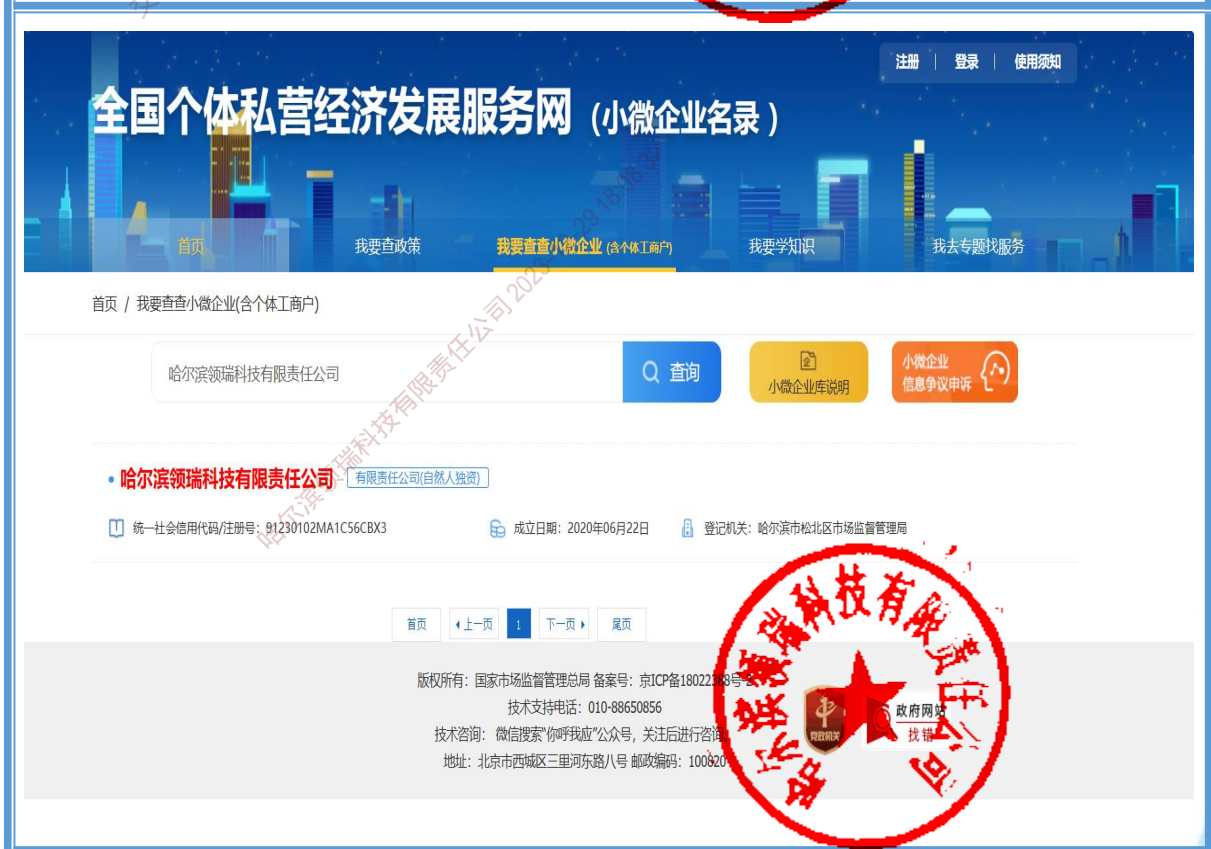 注册 | 登录 | 使用须知
全国个体私营经济发展服务网（小微企业名录）
首页 我要查政策 我要查查小微企业 (含个体工商户) 我要学知识 我去专题找服务
首页 / 我要查查小微企业(含个体工商户)
哈尔滨领瑞科技有限责任公司 查询 小微企业库说明 小微企业
信息争议申诉
哈尔滨领瑞科技有限责任公司 有限责任公司(自然人独资)
统一社会信用代码/注册号：91230102MA1C56CBX3 成立日期：2020年06月22日 登记机关：哈尔滨市松北区市场监督管理局
首页 上一页 1 下一页 尾页
版权所有：国家市场监督管理总局 备案号：京ICP备18022388号-2
技术支持电话：010-88650856
技术咨询： 微信搜索"你呼我应"公众号，关注后进行咨询。
地址：北京市西城区三里河东路八号 邮政编码：100820
党政机关
政府网站
找错
哈尔滨领瑞科技有限责任公司